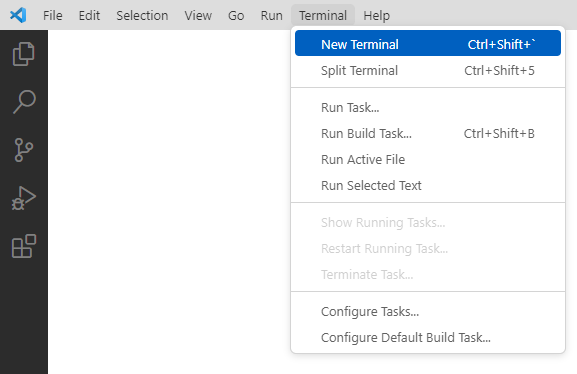 File Edit Selection View Go Run Terminal Help
New Terminal Ctrl+Shift+`
Split Terminal Ctrl+Shift+5
Run Task...
Run Build Task... Ctrl+Shift+B
Run Active File
Run Selected Text
Show Running Tasks...
Restart Running Task...
Terminate Task...
Configure Tasks...
Configure Default Build Task...